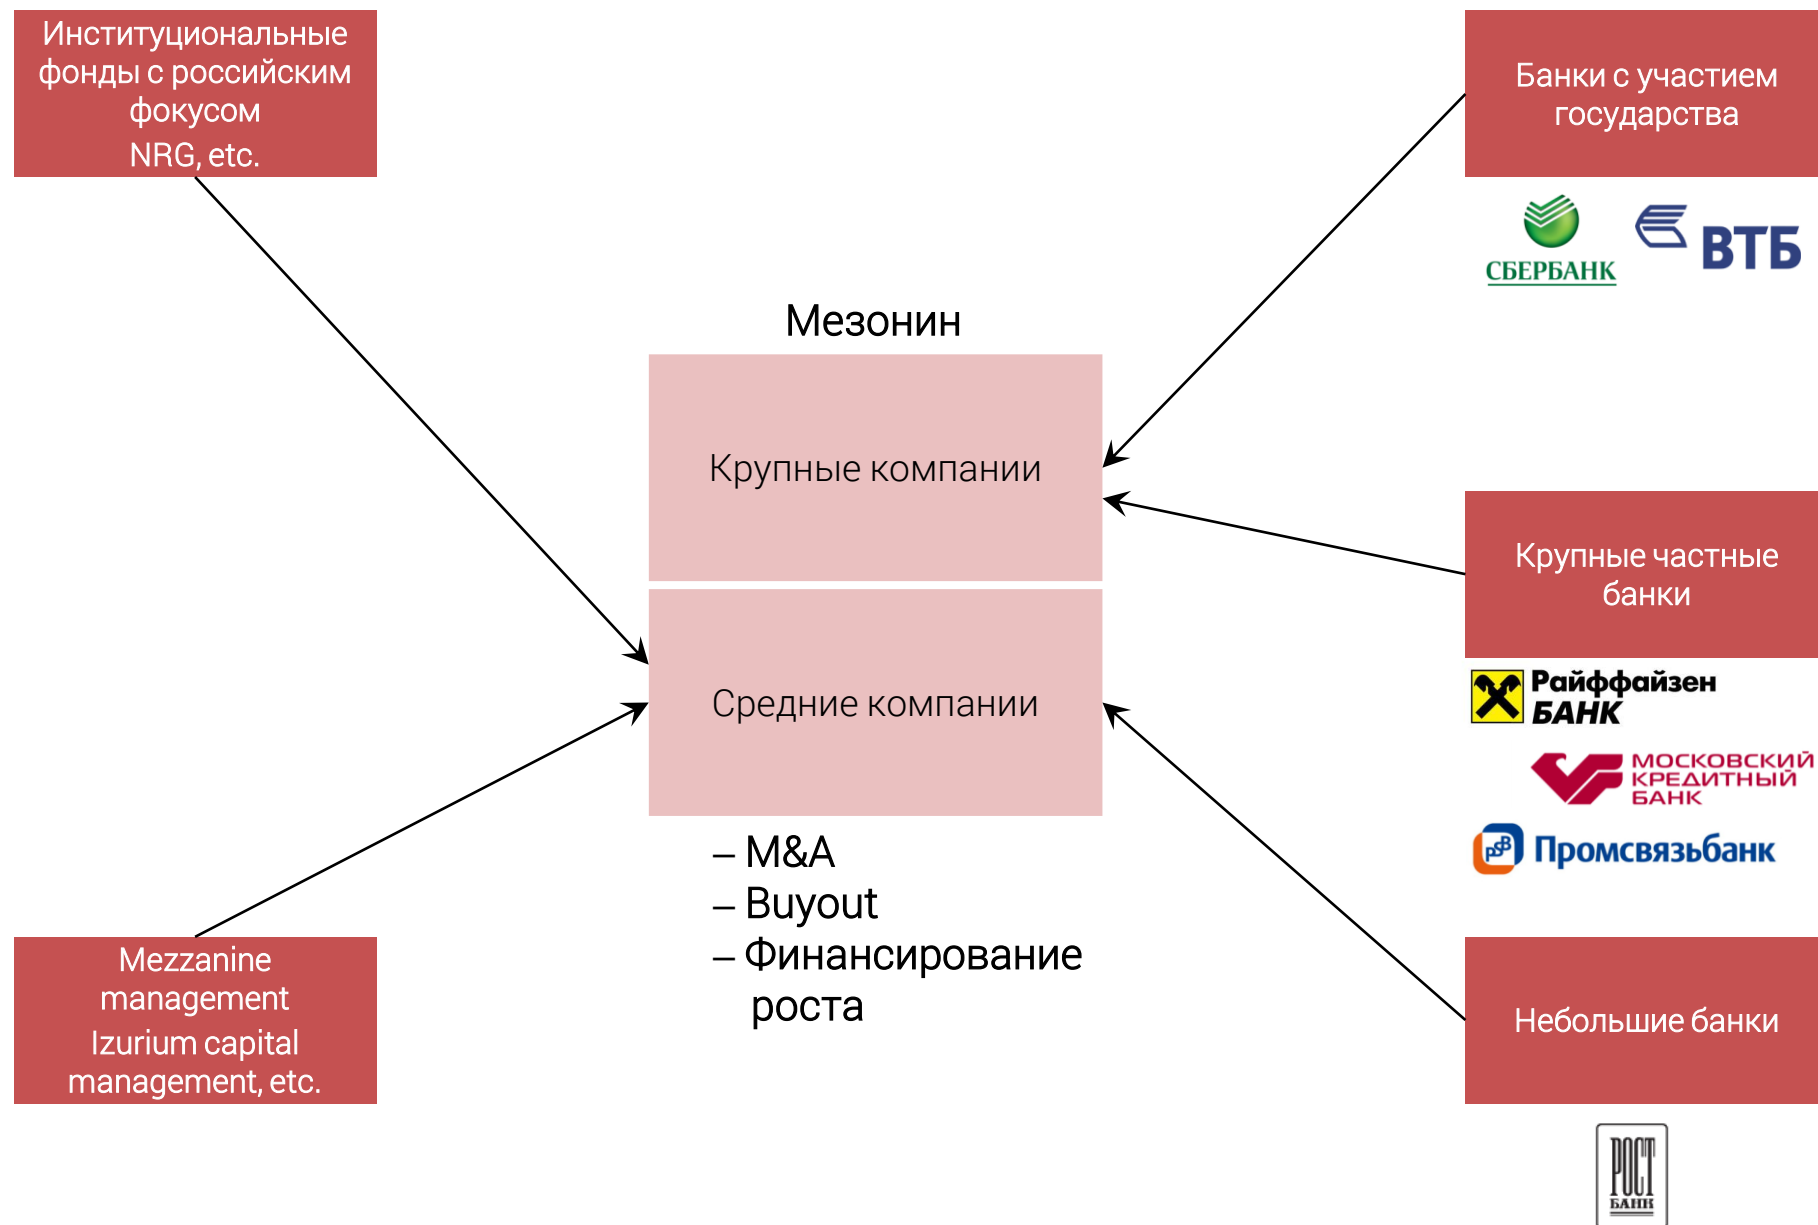 Институциональные
фонды с российским
фокусом
NRG, etc.
Банки с участием
государства
СБЕРБАНК
ВТБ
Мезонин
Крупные компании
Средние компании
– M&A
– Buyout
– Финансирование
роста
Крупные частные
банки
Райффайзен
БАНК
МОСКОВСКИЙ
КРЕДИТНЫЙ
БАНК
PSB
Промсвязьбанк
Mezzanine
management
Izurium capital
management, etc.
Небольшие банки
РОСТ
БАНК